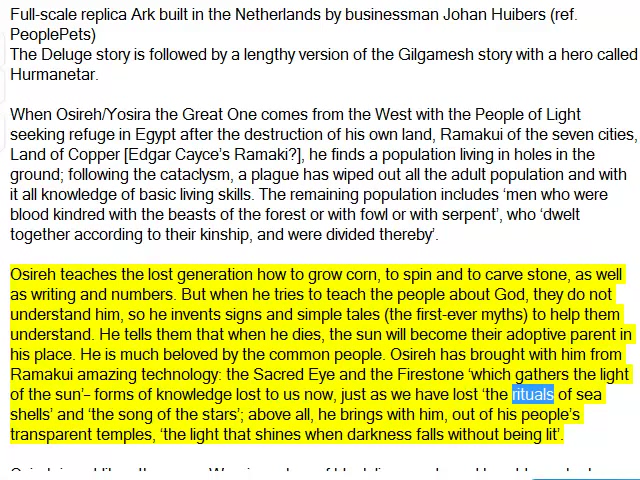 Full-scale replica Ark built in the Netherlands by businessman Johan Huibers (ref.
PeoplePets)
The Deluge story is followed by a lengthy version of the Gilgamesh story with a hero called
Hurmanetar.
When Osireh/Yosira the Great One comes from the West with the People of Light
seeking refuge in Egypt after the destruction of his own land, Ramakui of the seven cities,
Land of Copper [Edgar Cayce’s Ramaki?], he finds a population living in holes in the
ground; following the cataclysm, a plague has wiped out all the adult population and with
it all knowledge of basic living skills. The remaining population includes ‘men who were
blood kindred with the beasts of the forest or with fowl or with serpent’, who ‘dwelt
together according to their kinship, and were divided thereby’.
Osireh teaches the lost generation how to grow corn, to spin and to carve stone, as well
as writing and numbers. But when he tries to teach the people about God, they do not
understand him, so he invents signs and simple tales (the first-ever myths) to help them
understand. He tells them that when he dies, the sun will become their adoptive parent in
his place. He is much beloved by the common people. Osireh has brought with him from
Ramakui amazing technology: the Sacred Eye and the Firestone ‘which gathers the light
of the sun’– forms of knowledge lost to us now, just as we have lost ‘the rituals of sea
shells’ and ‘the song of the stars’; above all, he brings with him, out of his people’s
transparent temples, ‘the light that shines when darkness falls without being lit’.